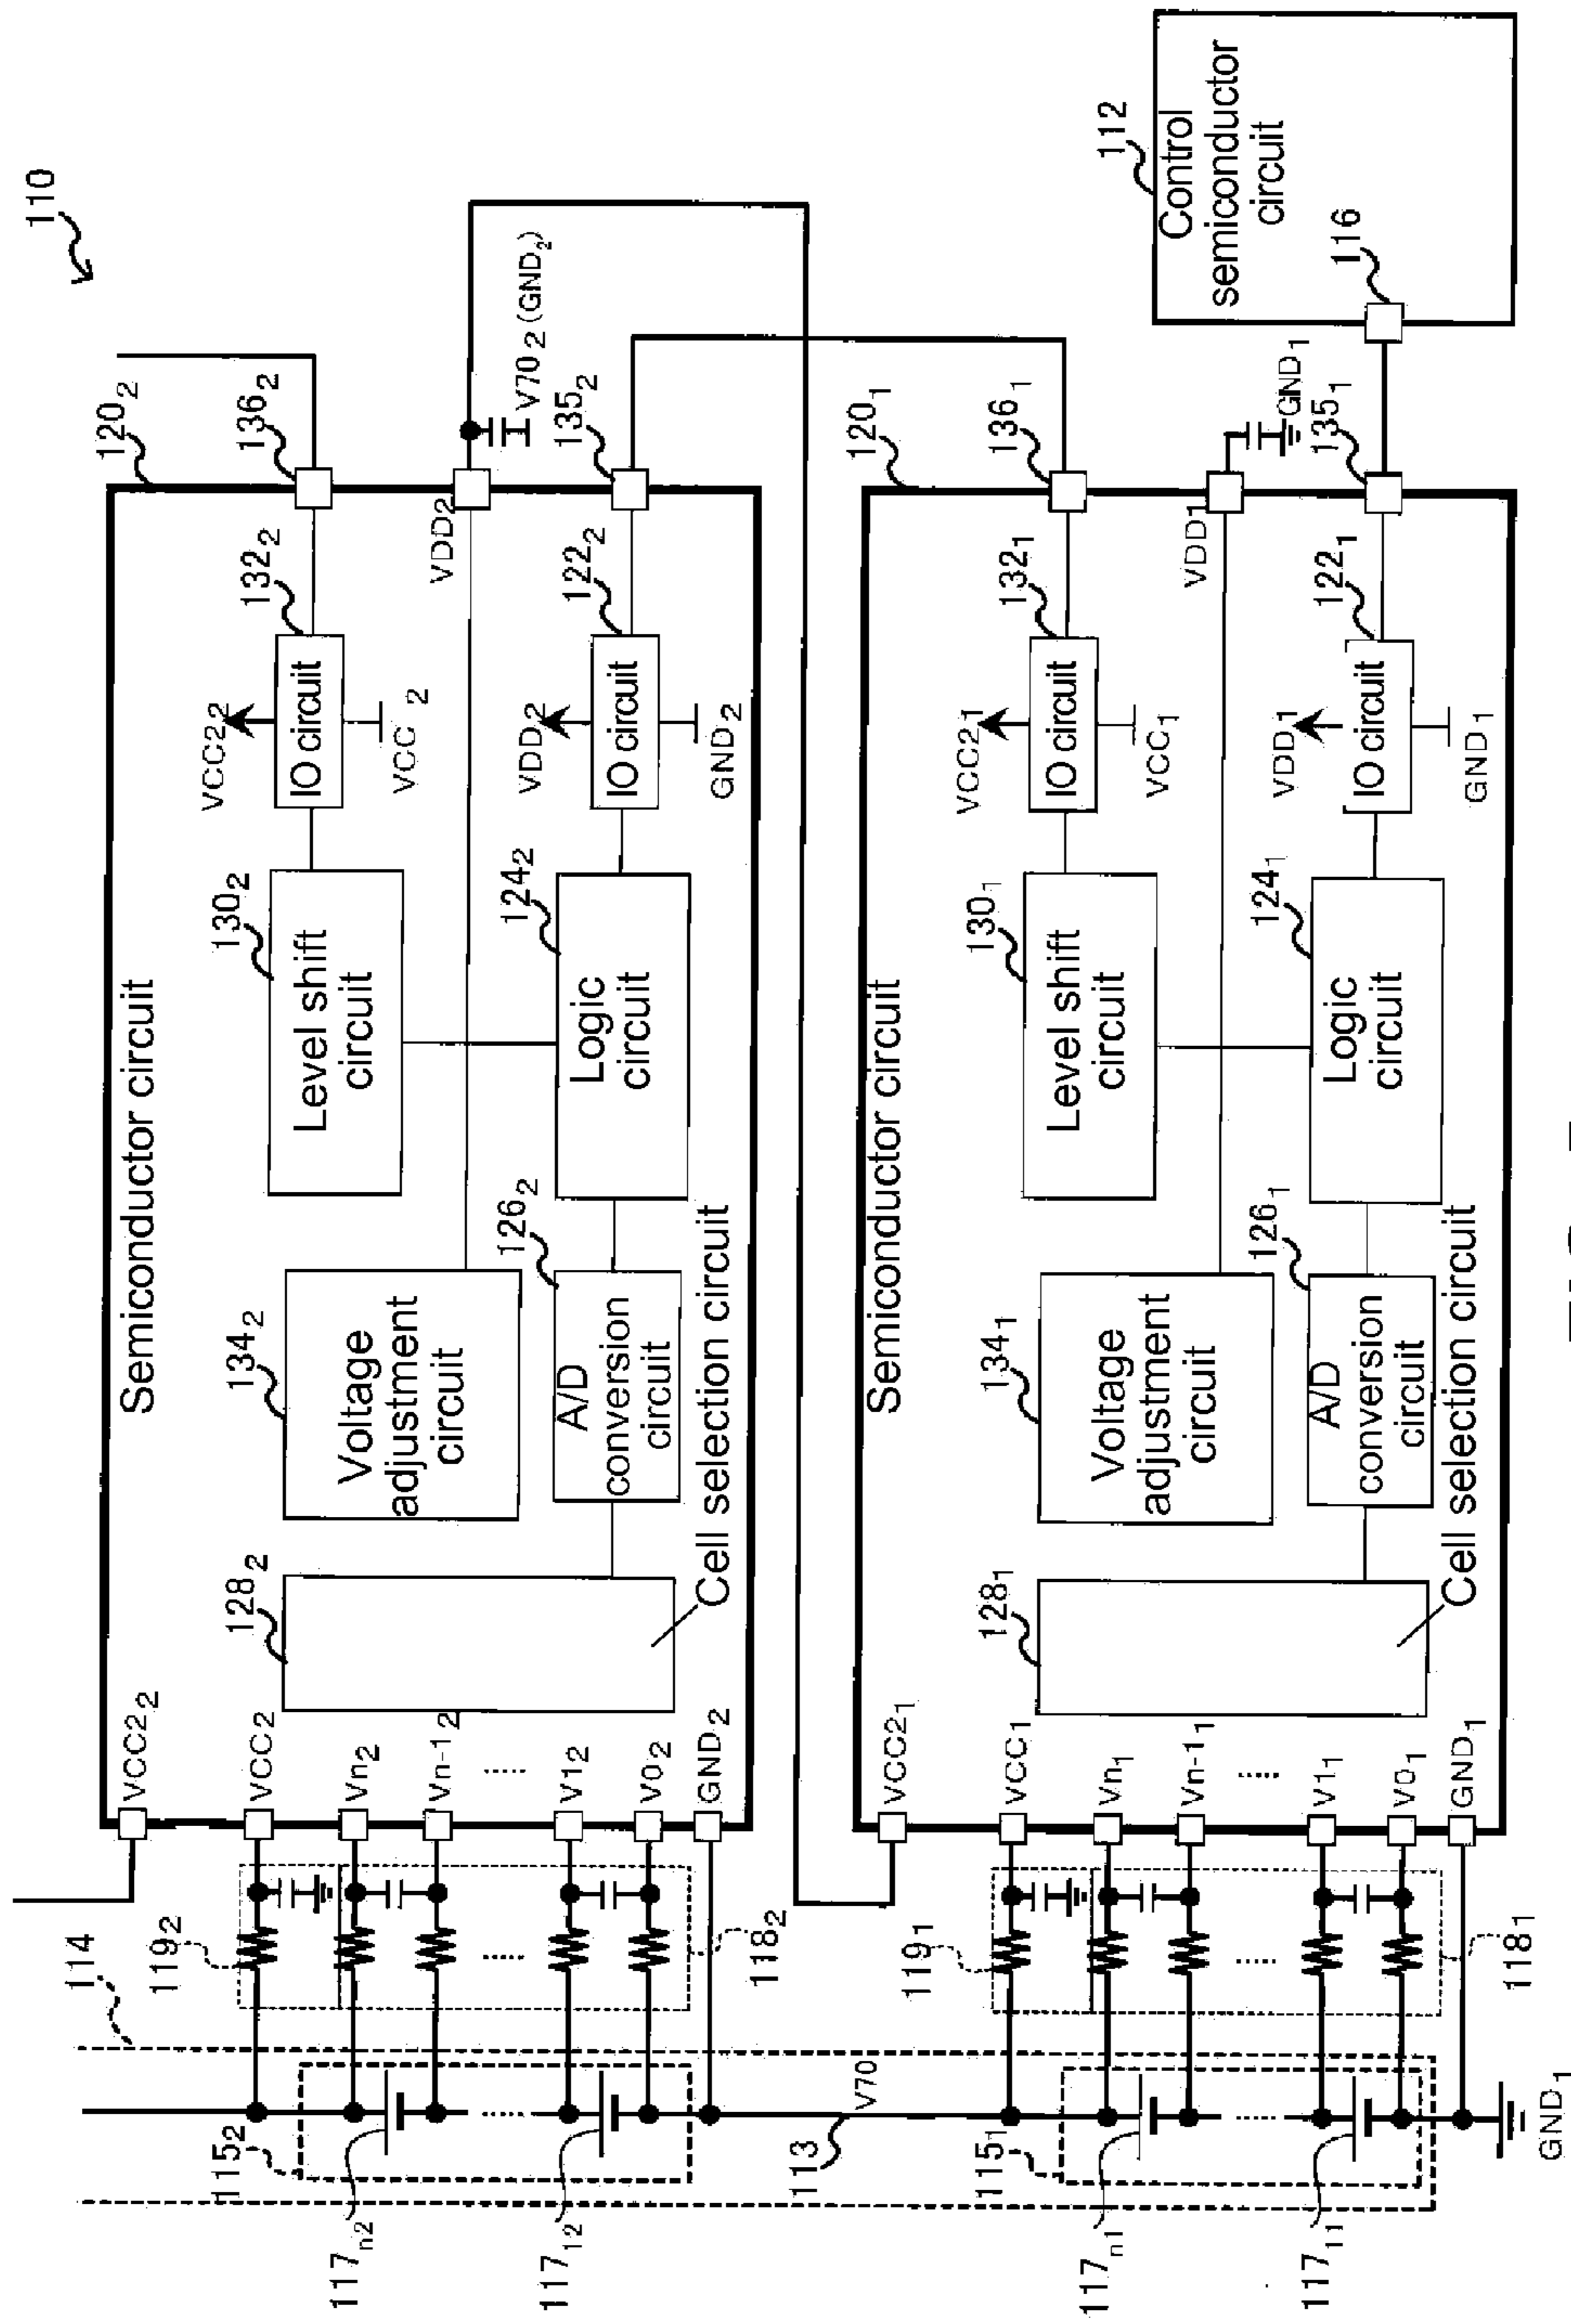 110
120₂
Semiconductor circuit
VCC2₂
136₂
132₂
130₂
VCC2₂
IO circuit
VCC₂
Level shift
circuit
134₂
Voltage
adjustment
circuit
128₂
VCC₂
Vn₂
Vn-1₂
.....
V1₂
V0₂
GND₂
VDD2
V70₂ (GND₂)
135₂
122₂
VDD₂
IO circuit
GND₂
124₂
Logic
circuit
126₂
A/D
conversion
circuit
Cell selection circuit
114
119₂
118₂
.....
115₂
117n2
117₁₂
.....
113
V70
120₁
Semiconductor circuit
VCC2₁
136₁
132₁
130₁
VCC2₁
IO circuit
VCC₁
Level shift
circuit
134₁
Voltage
adjustment
circuit
128₁
VCC₁
Vn₁
Vn-1₁
.....
V1₁
V0₁
GND₁
VDD1
GND₁
135₁
122₁
VDD₁
IO circuit
GND₁
124₁
Logic
circuit
126₁
A/D
conversion
circuit
Cell selection circuit
119₁
118₁
.....
115₁
117n1
117₁₁
.....
GND₁
112
Control
semiconductor
circuit
116